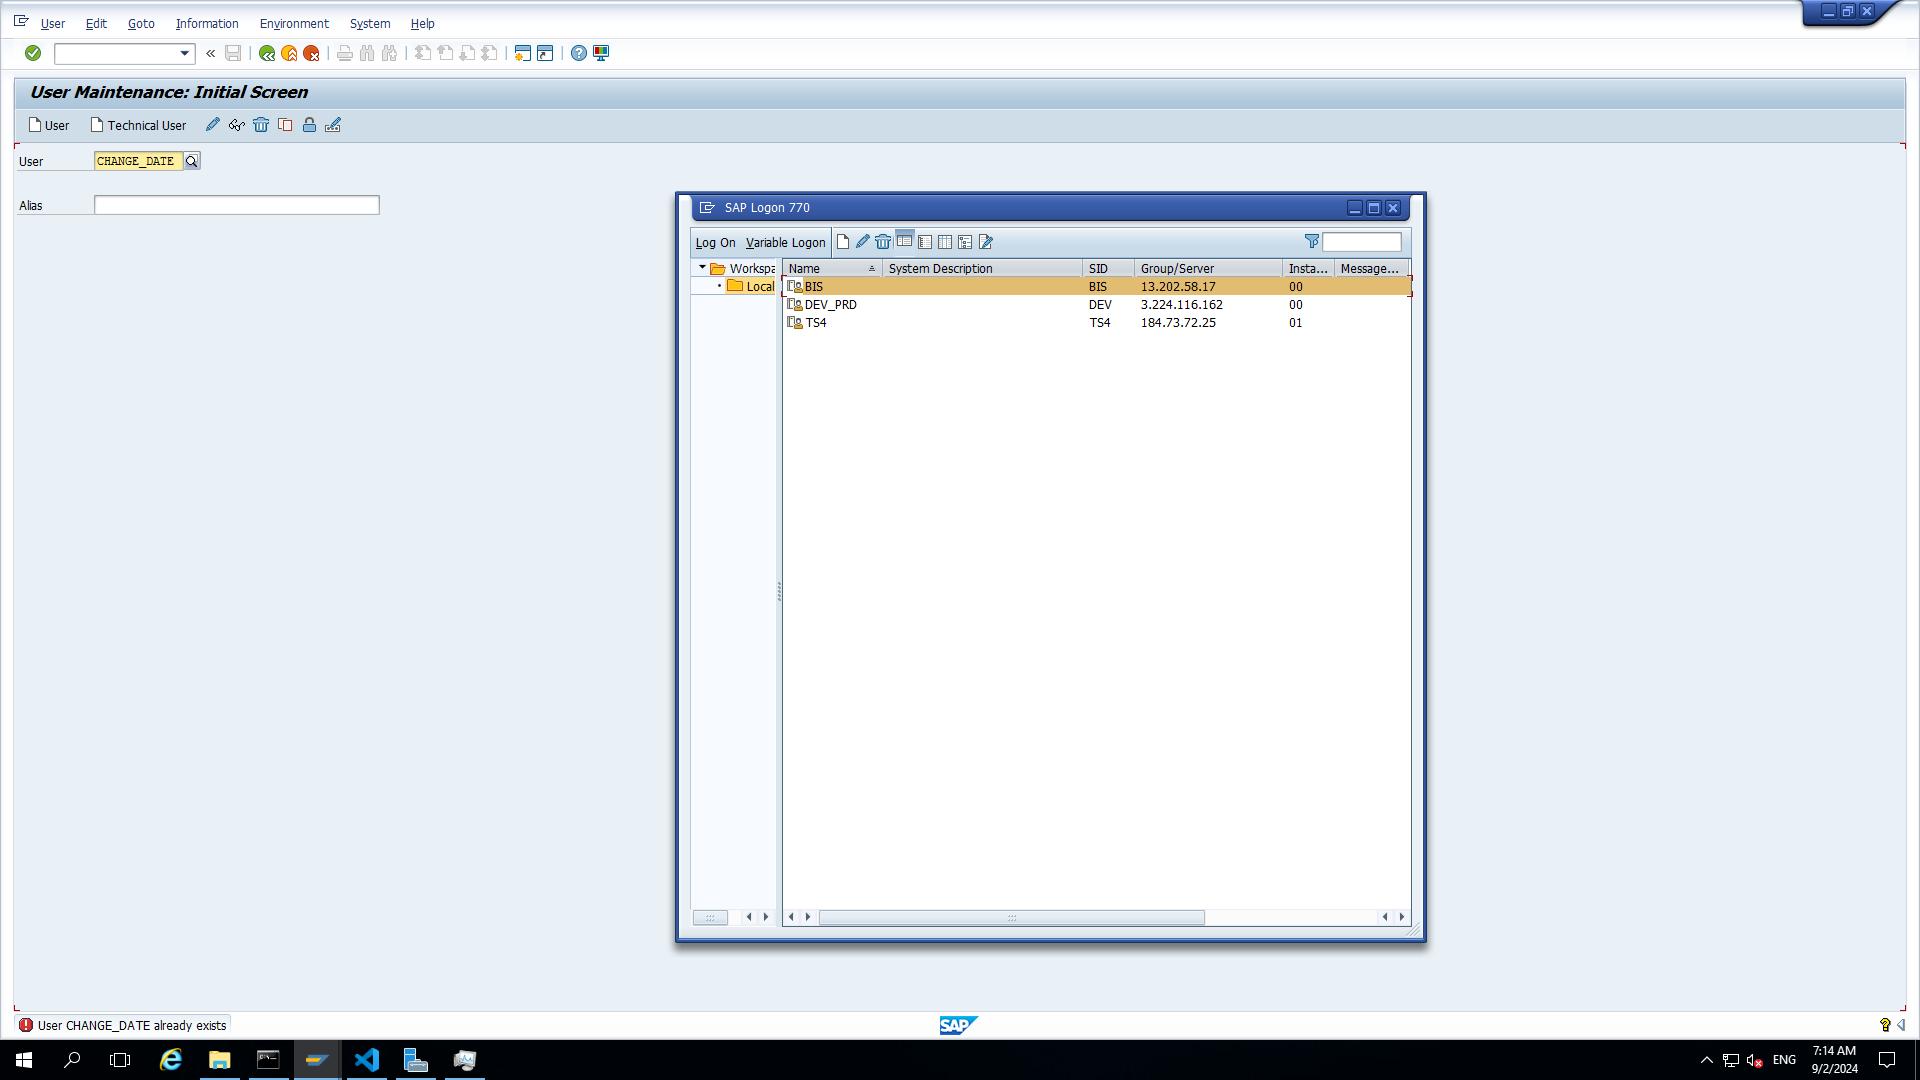 User Edit Goto Information Environment System Help
User Maintenance: Initial Screen
User Technical User
User CHANGE_DATE
Alias
SAP Logon 770
Log On Variable Logon
Workspa
Local
Name System Description SID Group/Server Insta... Message...
BIS BIS 13.202.58.17 00
DEV_PRD DEV 3.224.116.162 00
TS4 TS4 184.73.72.25 01
User CHANGE_DATE already exists
SAP
ENG
7:14 AM
9/2/2024